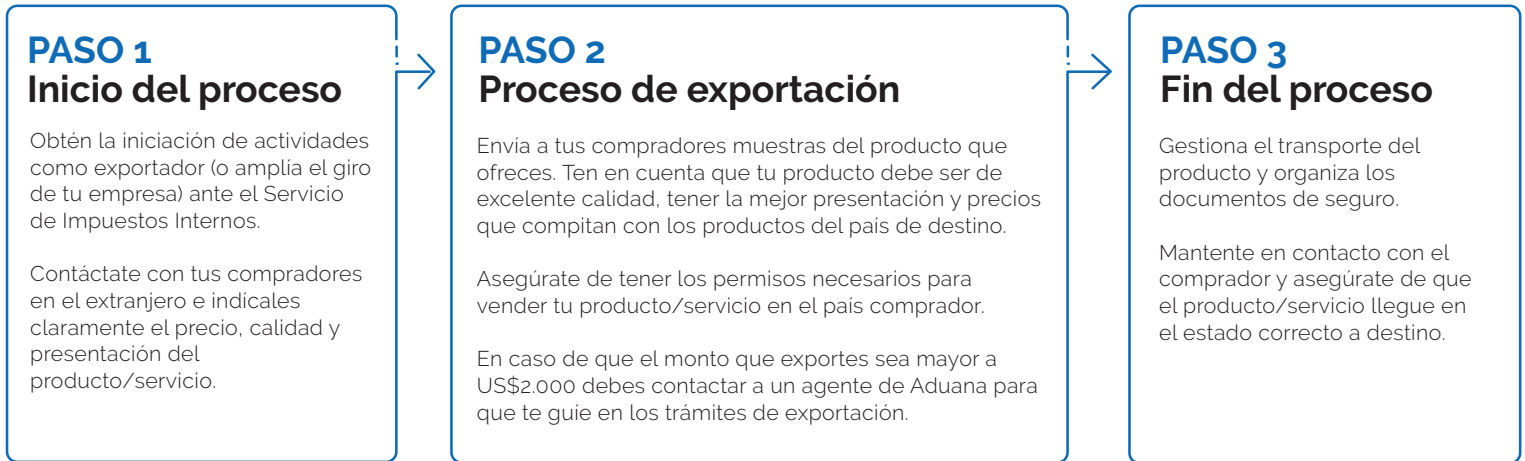 PASO 1
Inicio del proceso
Obtén la iniciación de actividades
como exportador (o amplía el giro
de tu empresa) ante el Servicio
de Impuestos Internos.
Contáctate con tus compradores
en el extranjero e indícales
claramente el precio, calidad y
presentación del
producto/servicio.
PASO 2
Proceso de exportación
Envía a tus compradores muestras del producto que
ofreces. Ten en cuenta que tu producto debe ser de
excelente calidad, tener la mejor presentación y precios
que compitan con los productos del país de destino.
Asegúrate de tener los permisos necesarios para
vender tu producto/servicio en el país comprador.
En caso de que el monto que exportes sea mayor a
US$2.000 debes contactar a un agente de Aduana para
que te guíe en los trámites de exportación.
PASO 3
Fin del proceso
Gestiona el transporte del
producto y organiza los
documentos de seguro.
Mantente en contacto con el
comprador y asegúrate de que
el producto/servicio llegue en
el estado correcto a destino.